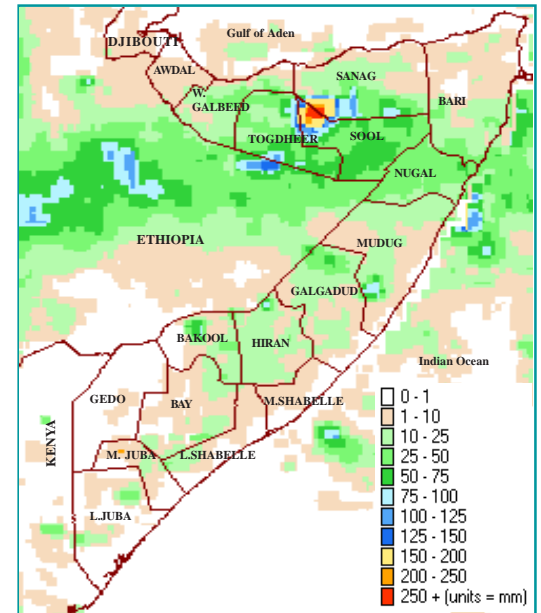 Gulf of Aden
DJIBOUTI
AWDAL
SANAG
W.
GALBEED
BARI
TOGDHEER
SOOL
NUGAL
ETHIOPIA
MUDUG
GALGADUD
BAKOOL
HIRAN
Indian Ocean
GEDO
BAY
M.SHABELLE
KENYA
M. JUBA
L.SHABELLE
L.JUBA
0 - 1
1 - 10
10 - 25
25 - 50
50 - 75
75 - 100
100 - 125
125 - 150
150 - 200
200 - 250
250 + (units = mm)